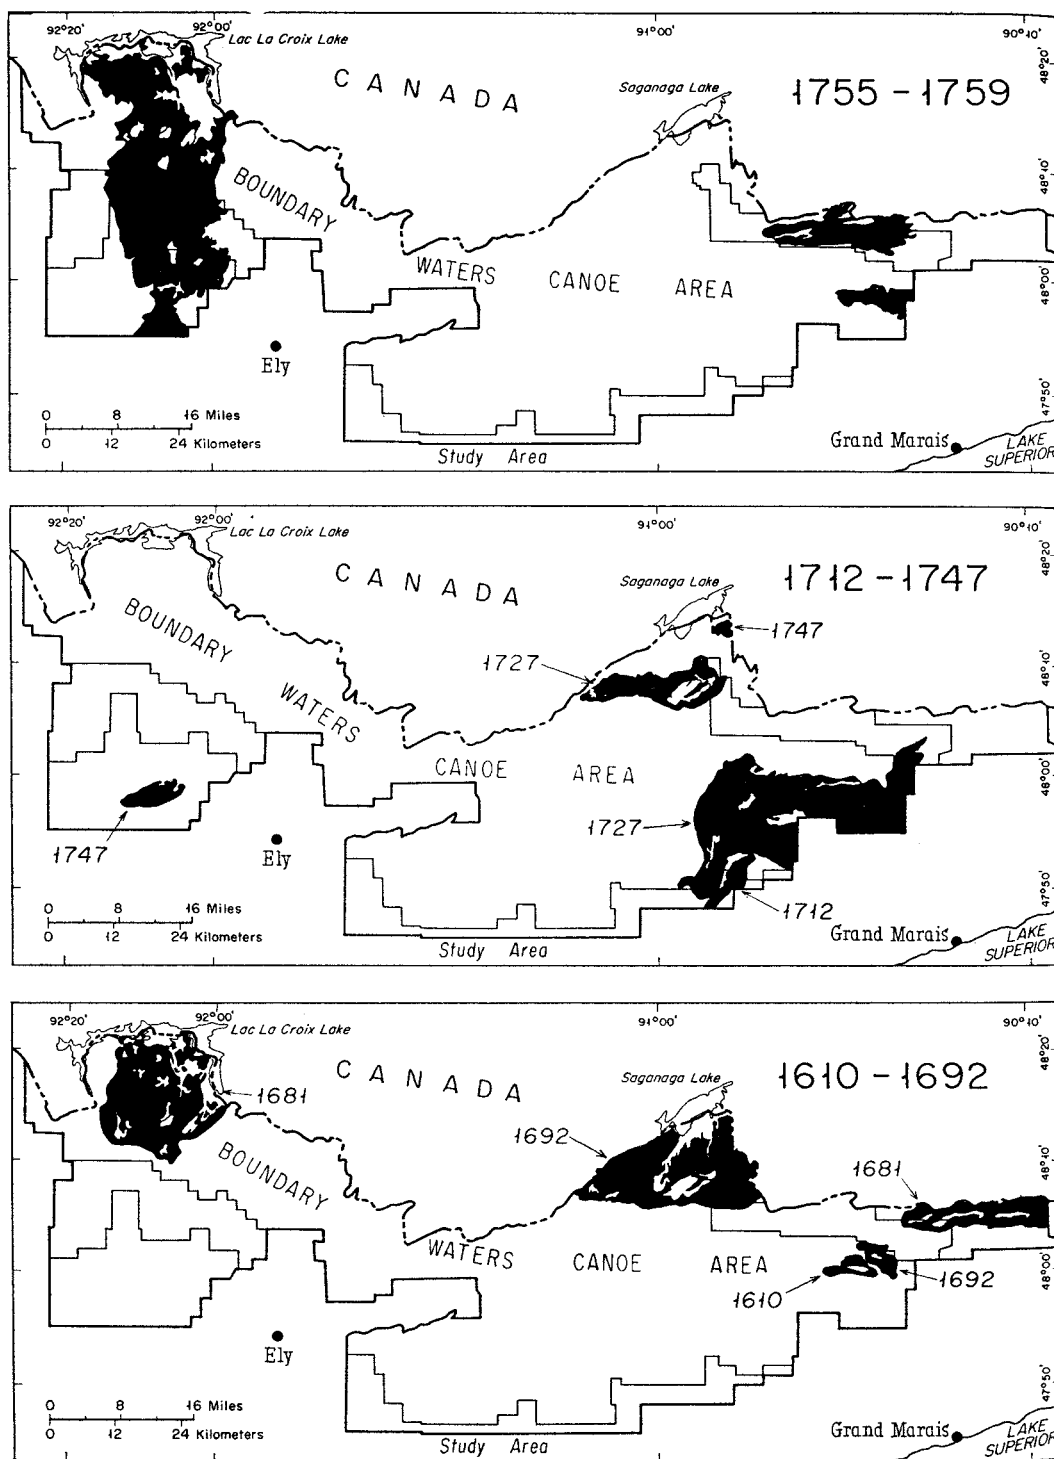 92°20' 92°00' 91°00' 90°40'
Lac La Croix Lake
CANADA
Saganaga Lake
1755-1759
48°20'
48°10'
BOUNDARY
WATERS CANOE AREA
48°00'
Ely
47°50'
0 8 16 Miles
0 12 24 Kilometers
Study Area
Grand Marais
LAKE SUPERIOR
92°20' 92°00' 91°00' 90°10'
Lac La Croix Lake
CANADA
Saganaga Lake
1712-1747
48°20'
1747
BOUNDARY
1727
48°10'
WATERS
CANOE AREA
48°00'
1727
1747
Ely
47°50'
1712
0 8 16 Miles
0 12 24 Kilometers
Study Area
Grand Marais
LAKE SUPERIOR
92°20' 92°00' 91°00' 90°40'
Lac La Croix Lake
CANADA
Saganaga Lake
1610-1692
48°20'
1681
1692
BOUNDARY
48°10'
1681
WATERS CANOE AREA
48°00'
1692
1610
Ely
47°50'
0 8 16 Miles
0 12 24 Kilometers
Study Area
Grand Marais
LAKE SUPERIOR